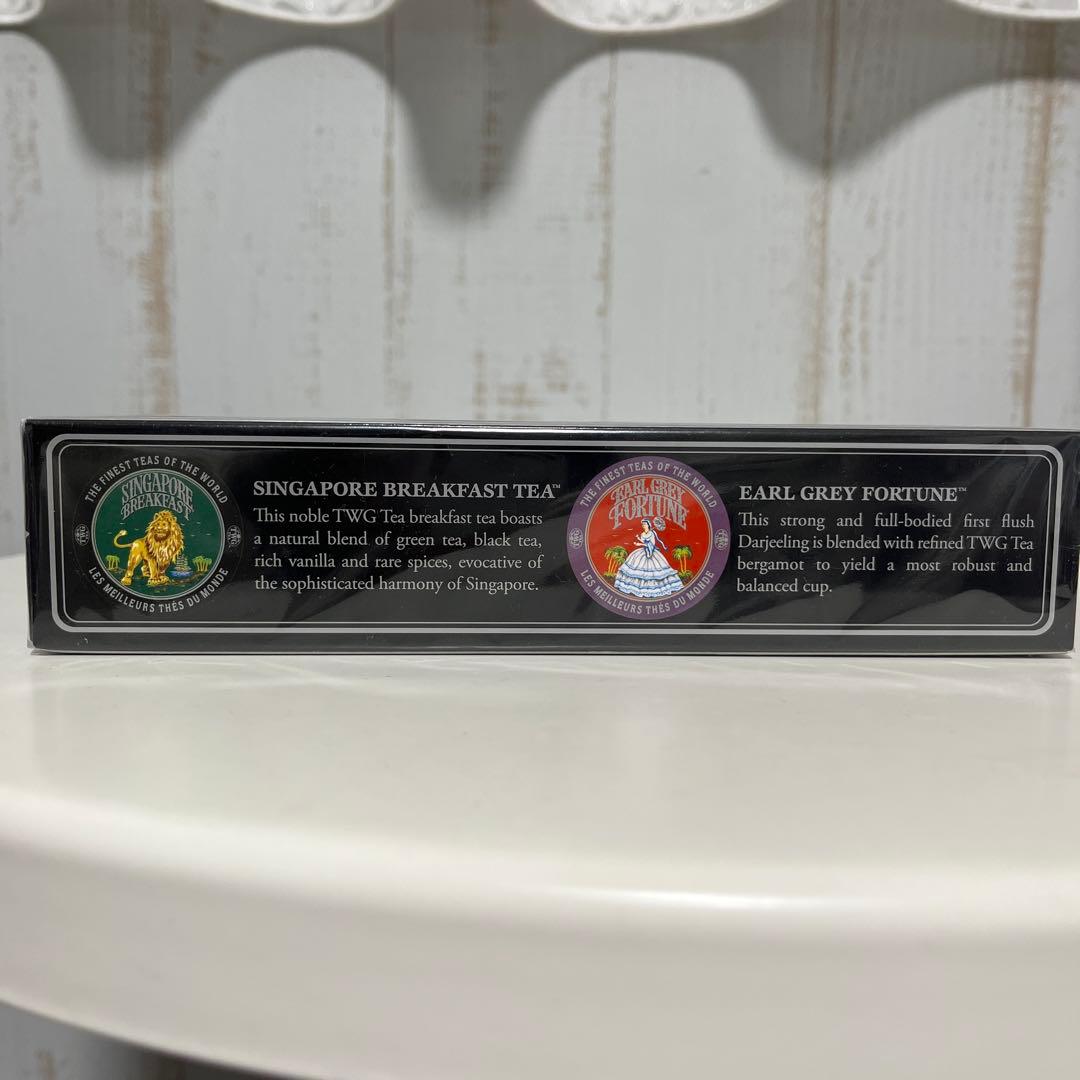 THE FINEST TEAS OF THE WORLD
SINGAPORE
BREAKFAST
TWG
LES MEILLEURS THÉS DU MONDE
SINGAPORE BREAKFAST TEA™
This noble TWG Tea breakfast tea boasts
a natural blend of green tea, black tea,
rich vanilla and rare spices, evocative of
the sophisticated harmony of Singapore.
THE FINEST TEAS OF THE WORLD
EARL GREY
FORTUNE
LES MEILLEURS THÉS DU MONDE
EARL GREY FORTUNE™
This strong and full-bodied first flush
Darjeeling is blended with refined TWG Tea
bergamot to yield a most robust and
balanced cup.